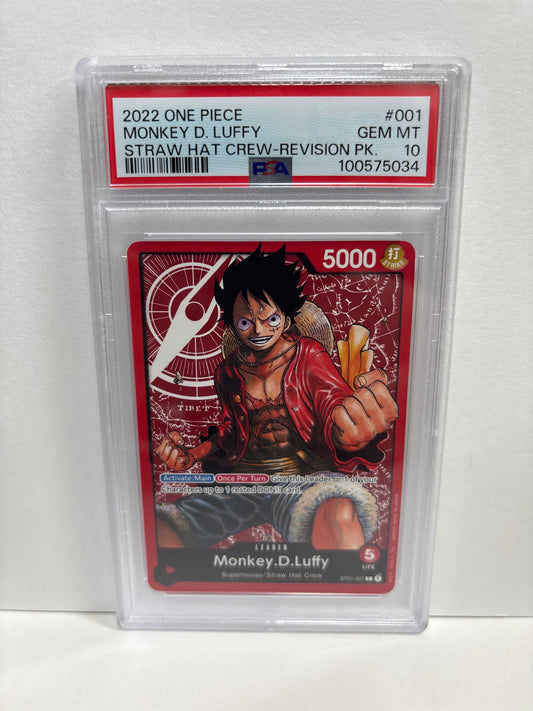 2022 ONE PIECE #001
MONKEY D. LUFFY GEM MT
STRAW HAT CREW-REVISION PK. 10
PSA 100575034
5000 打
STRIKE
TIBET
Activate:Main Once Per Turn Give this Leader or 1 of your
Characters up to 1 rested DON!! card.
LEADER
Monkey.D.Luffy
Supernovas/Straw Hat Crew
5
LIFE
ST01-001 L